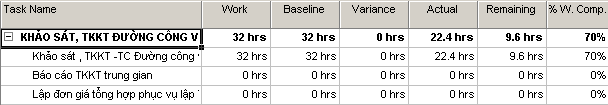 Task Name Work Baseline Variance Actual Remaining % W. Comp.
KHẢO SÁT, TKKT ĐƯỜNG CÔNG V 32 hrs 32 hrs 0 hrs 22.4 hrs 9.6 hrs 70%
Khảo sát , TKKT -TC Đường công 32 hrs 32 hrs 0 hrs 22.4 hrs 9.6 hrs 70%
Báo cáo TKKT trung gian 0 hrs 0 hrs 0 hrs 0 hrs 0 hrs 0%
Lập đơn giá tổng hợp phục vụ lập 0 hrs 0 hrs 0 hrs 0 hrs 0 hrs 0%